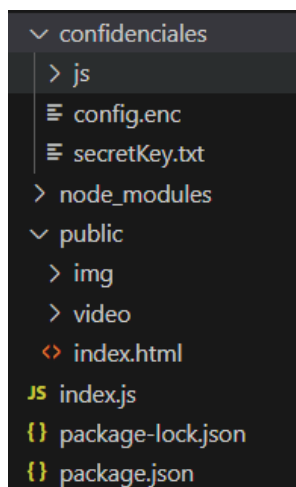 confidenciales
js
config.enc
secretKey.txt
node_modules
public
img
video
<> index.html
JS index.js
{} package-lock.json
{} package.json